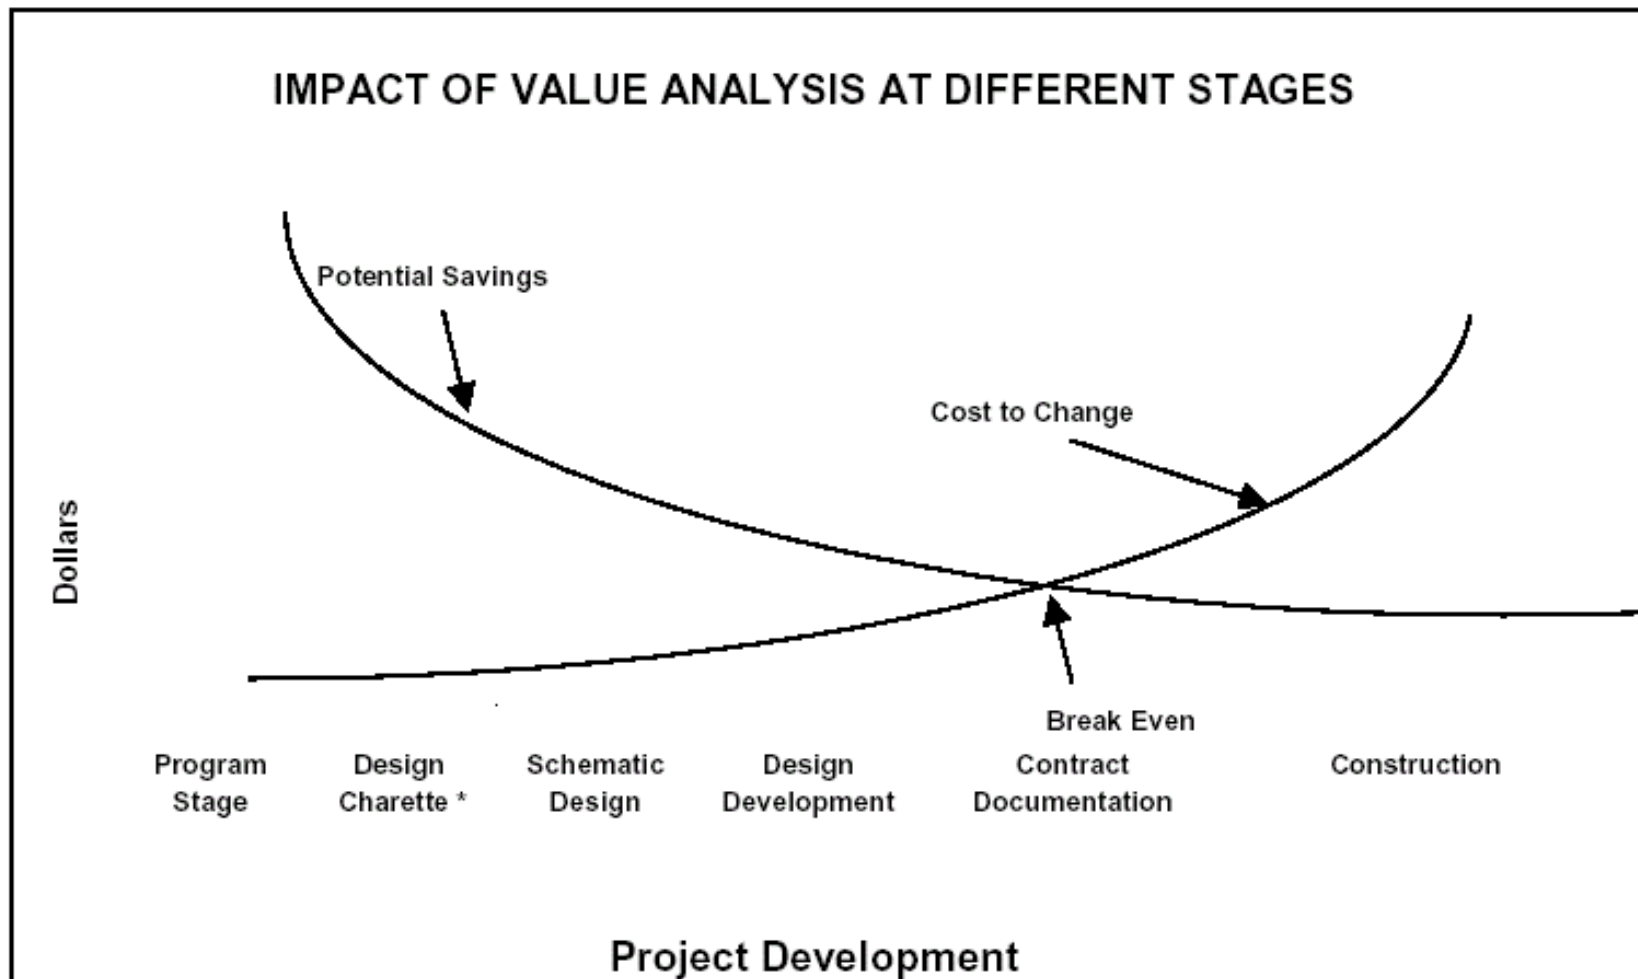 IMPACT OF VALUE ANALYSIS AT DIFFERENT STAGES
Potential Savings
Cost to Change
Dollars
Break Even
Program
Stage
Design
Charette *
Schematic
Design
Design
Development
Contract
Documentation
Construction
Project Development